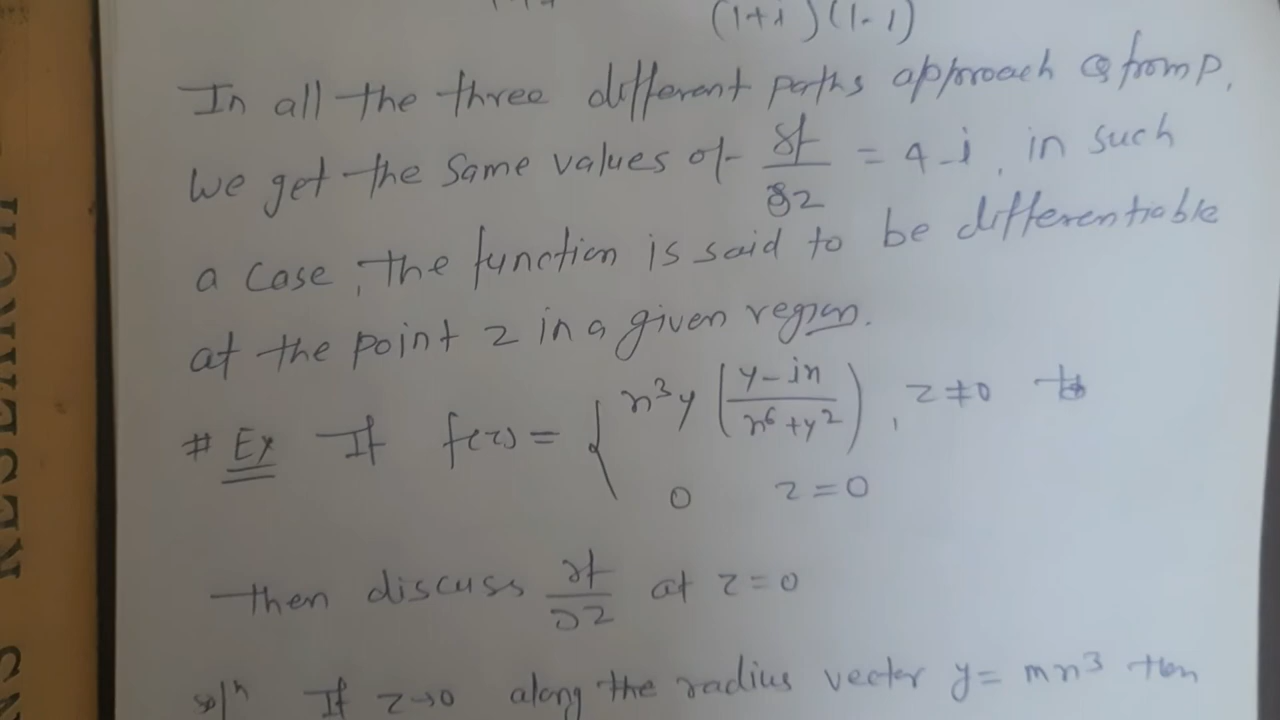 (1+i)(1-1)
In all the three different paths approach Q from P,
we get the same values of δf/δz = 4-i, in such
a case, the function is said to be differentiable
at the point z in a given region.
# Ex If f(z) = { x³y ((y-ix)/(x⁶+y²)), z≠0
0 z=0
then discuss ∂f/∂z at z=0
solⁿ If z→0 along the radius vector y= mx³ then
RESEARCH
NS